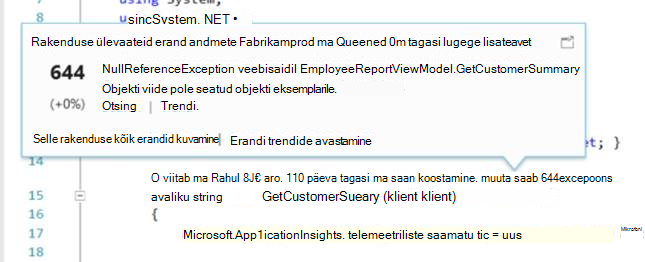 using System;
8 usincSvstem. NET •
Rakenduse ülevaateid erand andmete Fabrikamprod ma Queened 0m tagasi lugege lisateavet
644 NullReferenceException veebisaidil EmployeeReportViewModel.GetCustomerSummary
Objekti viide pole seatud objekti eksemplarile.
(+0%) Otsing | Trendi.
Selle rakenduse kõik erandid kuvamine| Erandi trendide avastamine
et; }
14
O viitab ma Rahul 8J€ aro. 110 päeva tagasi ma saan koostamine. muuta saab 644excepoons
15 avaliku string GetCustomerSueary (klient klient)
16 {
17 Microsoft.App1icationInsights. telemeetriliste saamatu tic = uus
18